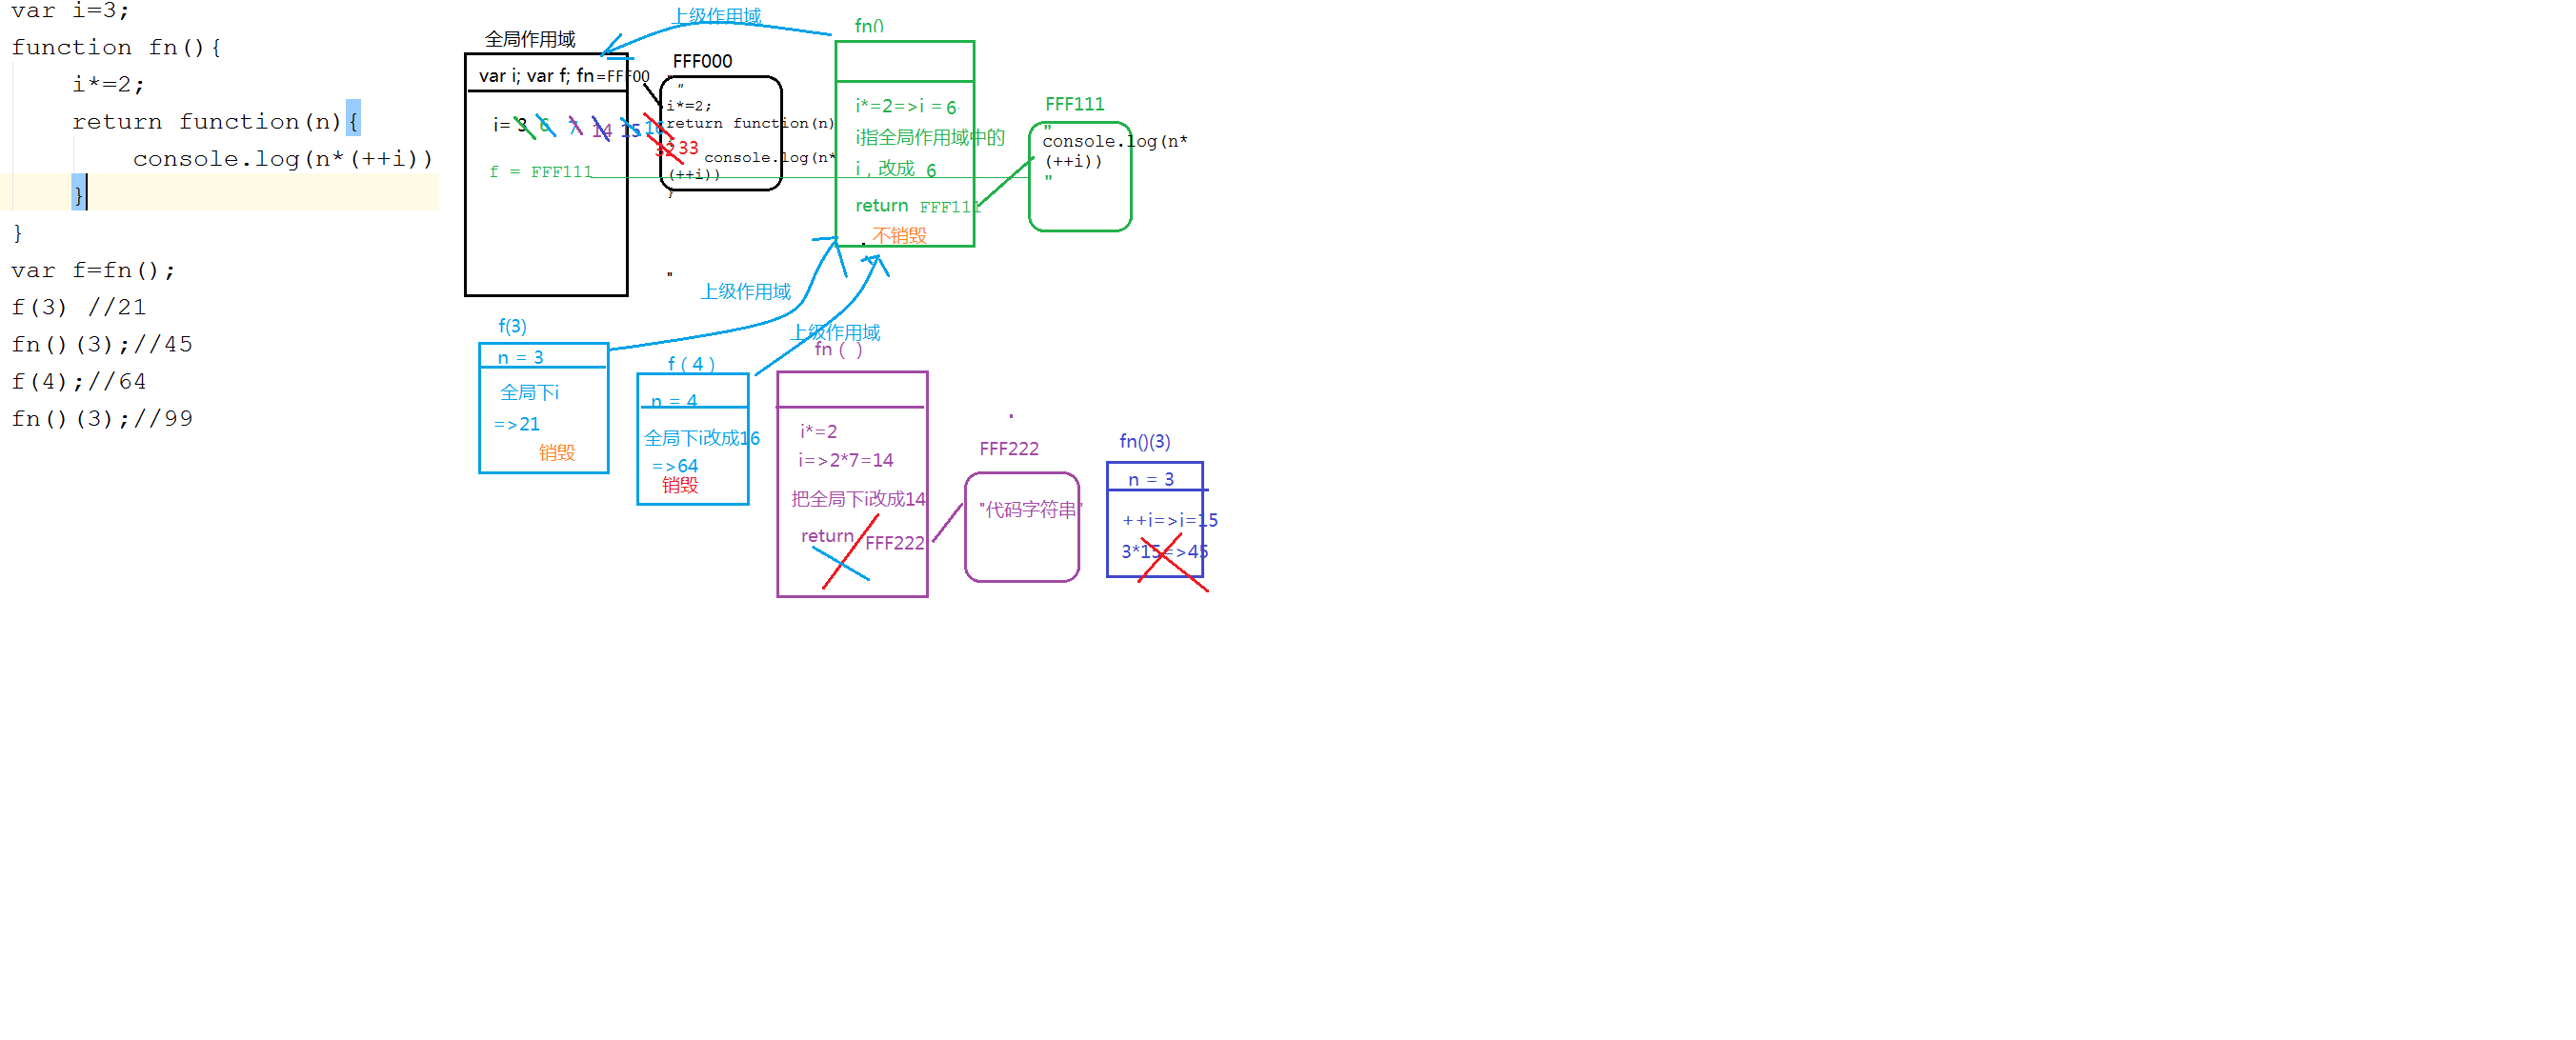 var i=3;
function fn(){
i*=2;
return function(n){
console.log(n*(++i))
}
}
var f=fn();
f(3) //21
fn()(3);//45
f(4);//64
fn()(3);//99
上级作用域
全局作用域
var i; var f; fn=FFF00
i= 3 6 7 14 15 16
32 33
f = FFF111
FFF000
"
i*=2;
return function(n)
console.log(n*
(++i))
}
"
fn()
i*=2=>i = 6
i指全局作用域中的
i，改成 6
return FFF111
不销毁
FFF111
"
console.log(n*
(++i))
"
上级作用域
上级作用域
f(3)
n = 3
全局下i
=>21
销毁
f（4）
n = 4
全局下i改成16
=>64
销毁
fn（ ）
i*=2
i=>2*7=14
把全局下i改成14
return FFF222
FFF222
"代码字符串"
fn()(3)
n = 3
++i=>i=15
3*15=>45